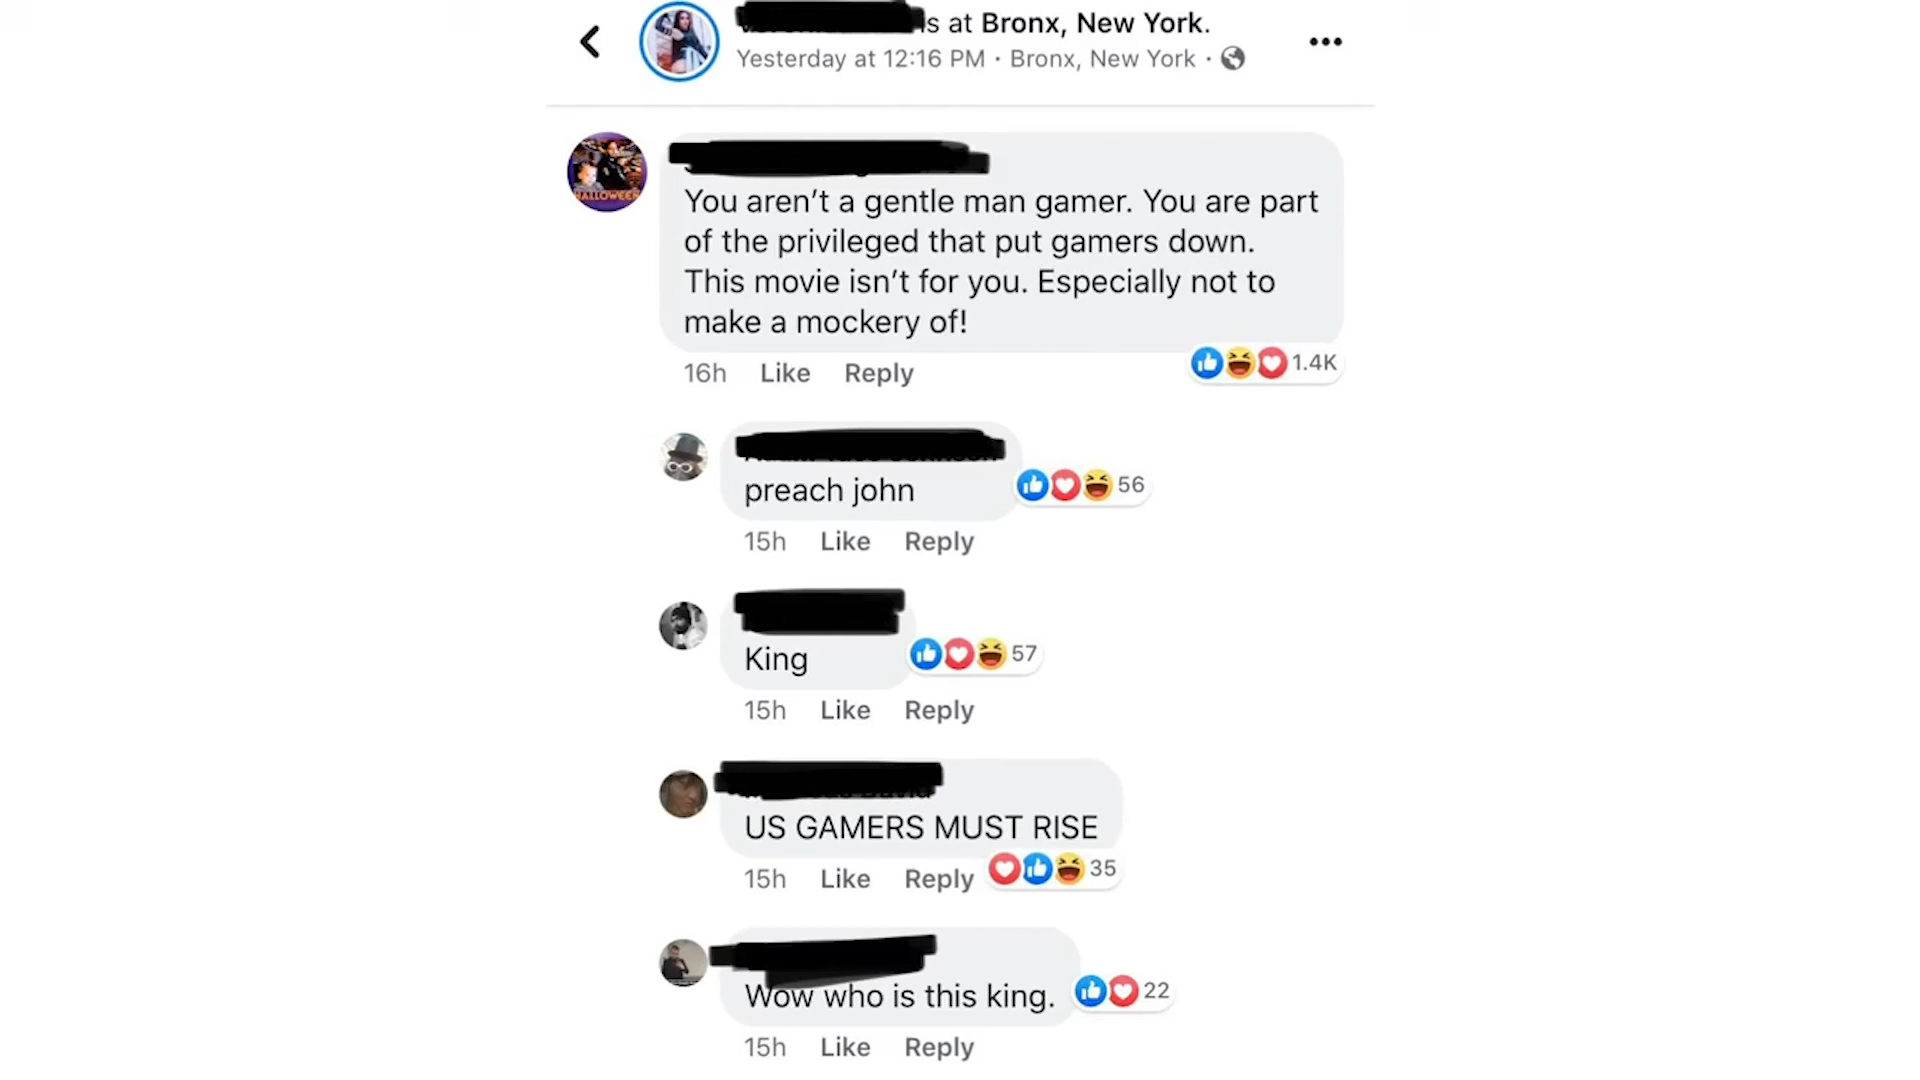 is at Bronx, New York.
Yesterday at 12:16 PM · Bronx, New York ·
HALLOWEEN
You aren't a gentle man gamer. You are part
of the privileged that put gamers down.
This movie isn't for you. Especially not to
make a mockery of!
16h Like Reply 1.4K
preach john
56
15h Like Reply
King
57
15h Like Reply
US GAMERS MUST RISE
15h Like Reply 35
Wow who is this king.
22
15h Like Reply